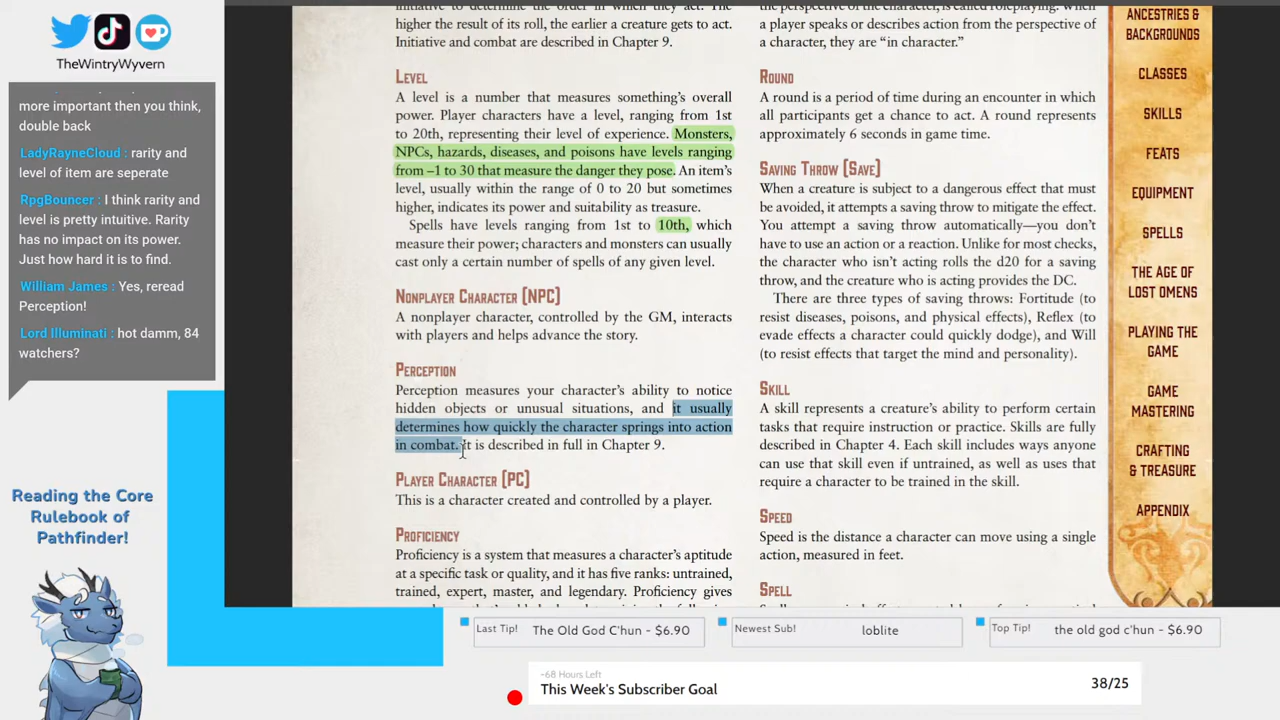 TheWintryWyvern
more important then you think,
double back
LadyRayneCloud : rarity and
level of item are seperate
RpgBouncer : I think rarity and
level is pretty intuitive. Rarity
has no impact on its power.
Just how hard it is to find.
William James : Yes, reread
Perception!
Lord Illuminati : hot damm, 84
watchers?
Reading the Core
Rulebook of
Pathfinder!
initiative to determine the order in which they act. The
higher the result of its roll, the earlier a creature gets to act.
Initiative and combat are described in Chapter 9.
LEVEL
A level is a number that measures something's overall
power. Player characters have a level, ranging from 1st
to 20th, representing their level of experience. Monsters,
NPCs, hazards, diseases, and poisons have levels ranging
from –1 to 30 that measure the danger they pose. An item's
level, usually within the range of 0 to 20 but sometimes
higher, indicates its power and suitability as treasure.
Spells have levels ranging from 1st to 10th, which
measure their power; characters and monsters can usually
cast only a certain number of spells of any given level.
NONPLAYER CHARACTER (NPC)
A nonplayer character, controlled by the GM, interacts
with players and helps advance the story.
PERCEPTION
Perception measures your character's ability to notice
hidden objects or unusual situations, and it usually
determines how quickly the character springs into action
in combat. It is described in full in Chapter 9.
PLAYER CHARACTER (PC)
This is a character created and controlled by a player.
PROFICIENCY
Proficiency is a system that measures a character's aptitude
at a specific task or quality, and it has five ranks: untrained,
trained, expert, master, and legendary. Proficiency gives
the perspective of the character, is called roleplaying. When
a player speaks or describes action from the perspective of
a character, they are “in character.”
ROUND
A round is a period of time during an encounter in which
all participants get a chance to act. A round represents
approximately 6 seconds in game time.
SAVING THROW (SAVE)
When a creature is subject to a dangerous effect that must
be avoided, it attempts a saving throw to mitigate the effect.
You attempt a saving throw automatically—you don't
have to use an action or a reaction. Unlike for most checks,
the character who isn't acting rolls the d20 for a saving
throw, and the creature who is acting provides the DC.
There are three types of saving throws: Fortitude (to
resist diseases, poisons, and physical effects), Reflex (to
evade effects a character could quickly dodge), and Will
(to resist effects that target the mind and personality).
SKILL
A skill represents a creature's ability to perform certain
tasks that require instruction or practice. Skills are fully
described in Chapter 4. Each skill includes ways anyone
can use that skill even if untrained, as well as uses that
require a character to be trained in the skill.
SPEED
Speed is the distance a character can move using a single
action, measured in feet.
SPELL
ANCESTRIES &
BACKGROUNDS
CLASSES
SKILLS
FEATS
EQUIPMENT
SPELLS
THE AGE OF
LOST OMENS
PLAYING THE
GAME
GAME
MASTERING
CRAFTING
& TREASURE
APPENDIX
Last Tip! The Old God C'hun - $6.90
Newest Sub! loblite
Top Tip! the old god c'hun - $6.90
~68 Hours Left
This Week's Subscriber Goal
38/25